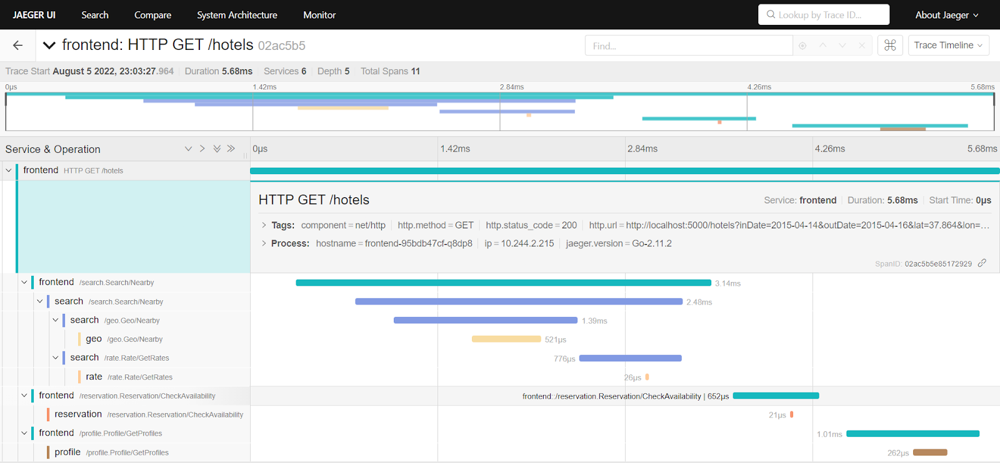 JAEGER UI Search Compare System Architecture Monitor Lookup by Trace ID... About Jaeger
frontend: HTTP GET /hotels 02ac5b5 Find... ⌘ Trace Timeline
Trace Start August 5 2022, 23:03:27.964 Duration 5.68ms Services 6 Depth 5 Total Spans 11
0μs 1.42ms 2.84ms 4.26ms 5.68ms
Service & Operation 0μs 1.42ms 2.84ms 4.26ms 5.68ms
frontend HTTP GET /hotels
HTTP GET /hotels Service: frontend Duration: 5.68ms Start Time: 0μs
Tags: component = net/http http.method = GET http.status_code = 200 http.url = http://localhost:5000/hotels?inDate=2015-04-14&outDate=2015-04-16&lat=37.864&lon=...
Process: hostname = frontend-95bdb47cf-q8dp8 ip = 10.244.2.215 jaeger.version = Go-2.11.2
SpanID: 02ac5b5e85172929
frontend /search.Search/Nearby 3.14ms
search /search.Search/Nearby 2.48ms
search /geo.Geo/Nearby 1.39ms
geo /geo.Geo/Nearby 521μs
search /rate.Rate/GetRates 776μs
rate /rate.Rate/GetRates 26μs
frontend /reservation.Reservation/CheckAvailability frontend::/reservation.Reservation/CheckAvailability | 652μs
reservation /reservation.Reservation/CheckAvailability 21μs
frontend /profile.Profile/GetProfiles 1.01ms
profile /profile.Profile/GetProfiles 262μs